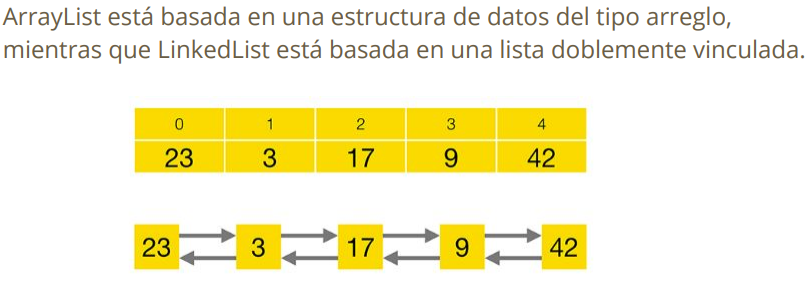 ArrayList está basada en una estructura de datos del tipo arreglo,
mientras que LinkedList está basada en una lista doblemente vinculada.
0 1 2 3 4
23 3 17 9 42
23 3 17 9 42